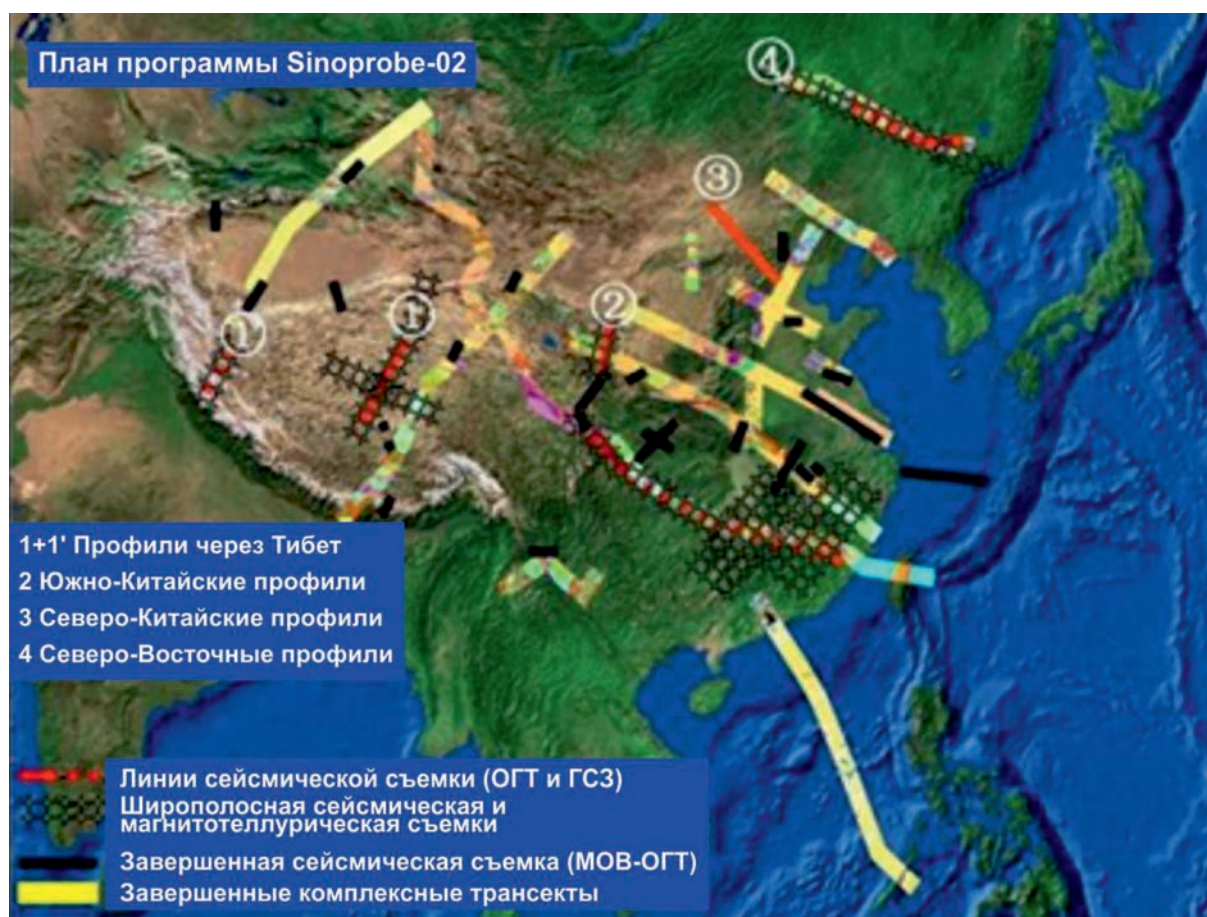 План программы Sinoprobe-02
4
3
1'
1
2
1+1' Профили через Тибет
2 Южно-Китайские профили
3 Северо-Китайские профили
4 Северо-Восточные профили
Линии сейсмической съемки (ОГТ и ГСЗ)
Широполосная сейсмическая и
магнитотеллурическая съемки
Завершенная сейсмическая съемка (МОВ-ОГТ)
Завершенные комплексные трансекты